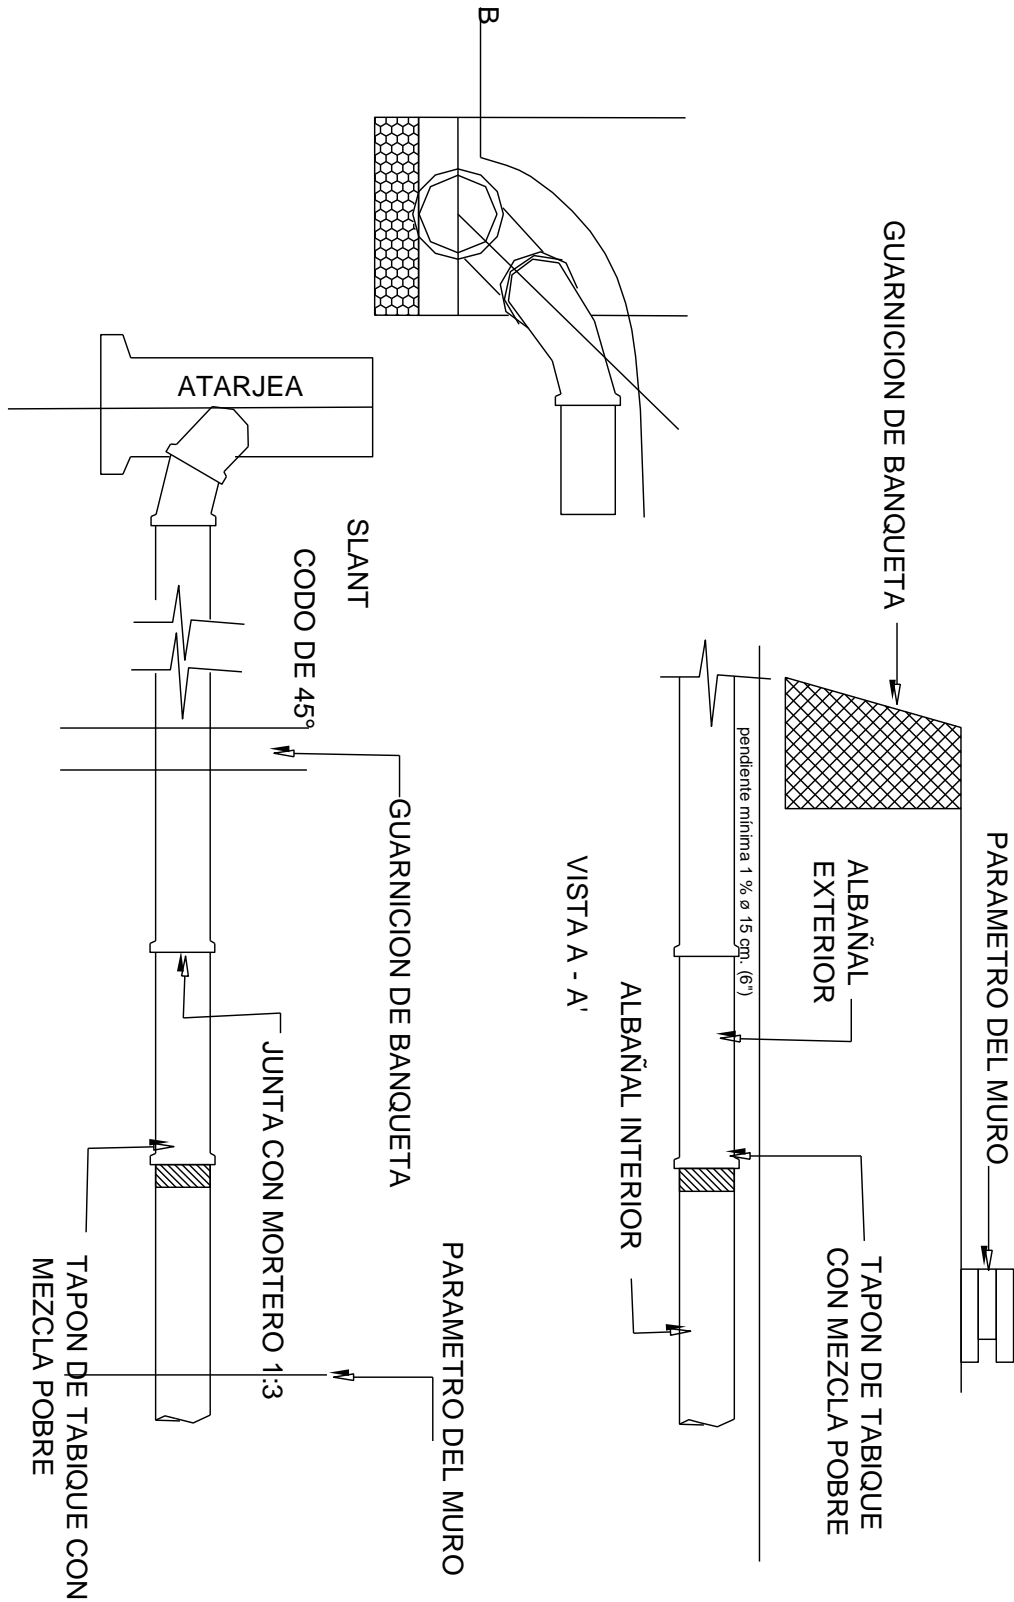 B
GUARNICION DE BANQUETA
PARAMETRO DEL MURO
ALBAÑAL
EXTERIOR
TAPON DE TABIQUE
CON MEZCLA POBRE
pendiente mínima 1 % ø 15 cm. (6")
ALBAÑAL INTERIOR
VISTA A - A'
ATARJEA
SLANT
CODO DE 45°
GUARNICION DE BANQUETA
PARAMETRO DEL MURO
JUNTA CON MORTERO 1:3
TAPON DE TABIQUE CON
MEZCLA POBRE